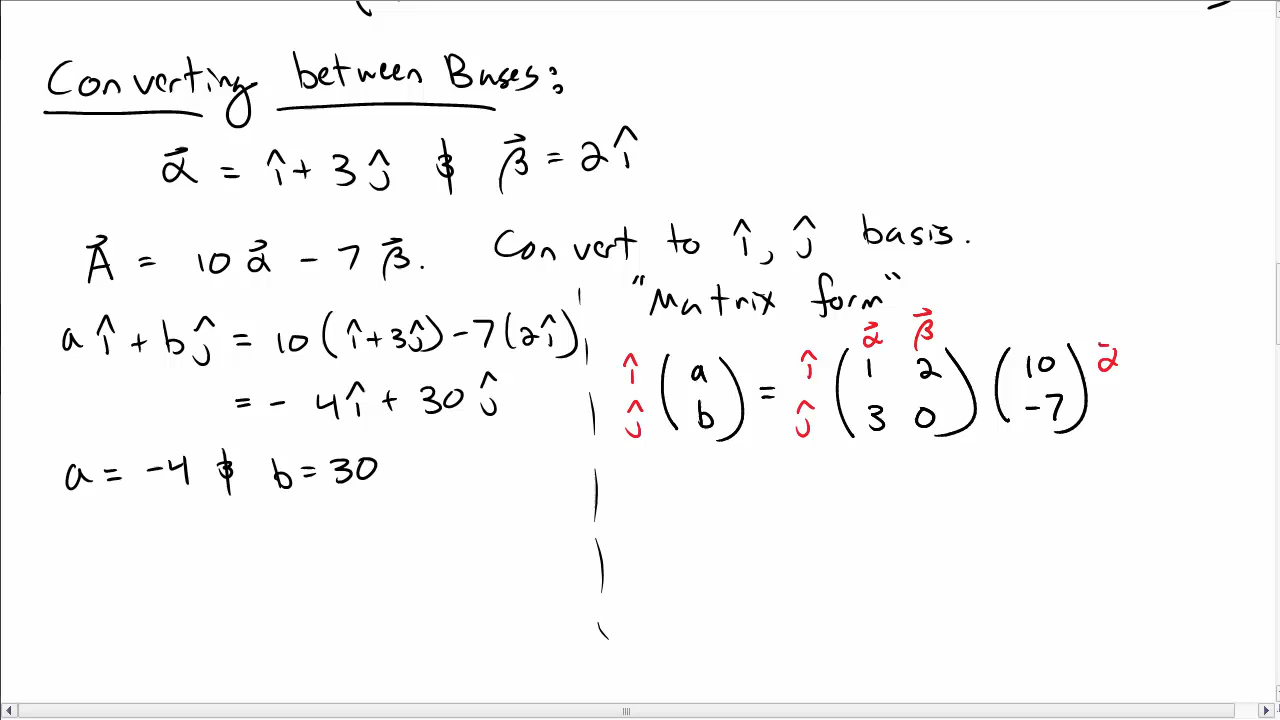 Converting between Bases:
α⃗ = î + 3ĵ & β⃗ = 2î
A⃗ = 10α⃗ - 7β⃗. Convert to î, ĵ basis.
aî + bĵ = 10(î+3ĵ) - 7(2î)
= - 4î + 30ĵ
a = -4 & b = 30
"Matrix form"
α⃗ β⃗
î ( a ) = î ( 1 2 ) ( 10 ) α⃗
ĵ ( b ) ĵ ( 3 0 ) ( -7 )